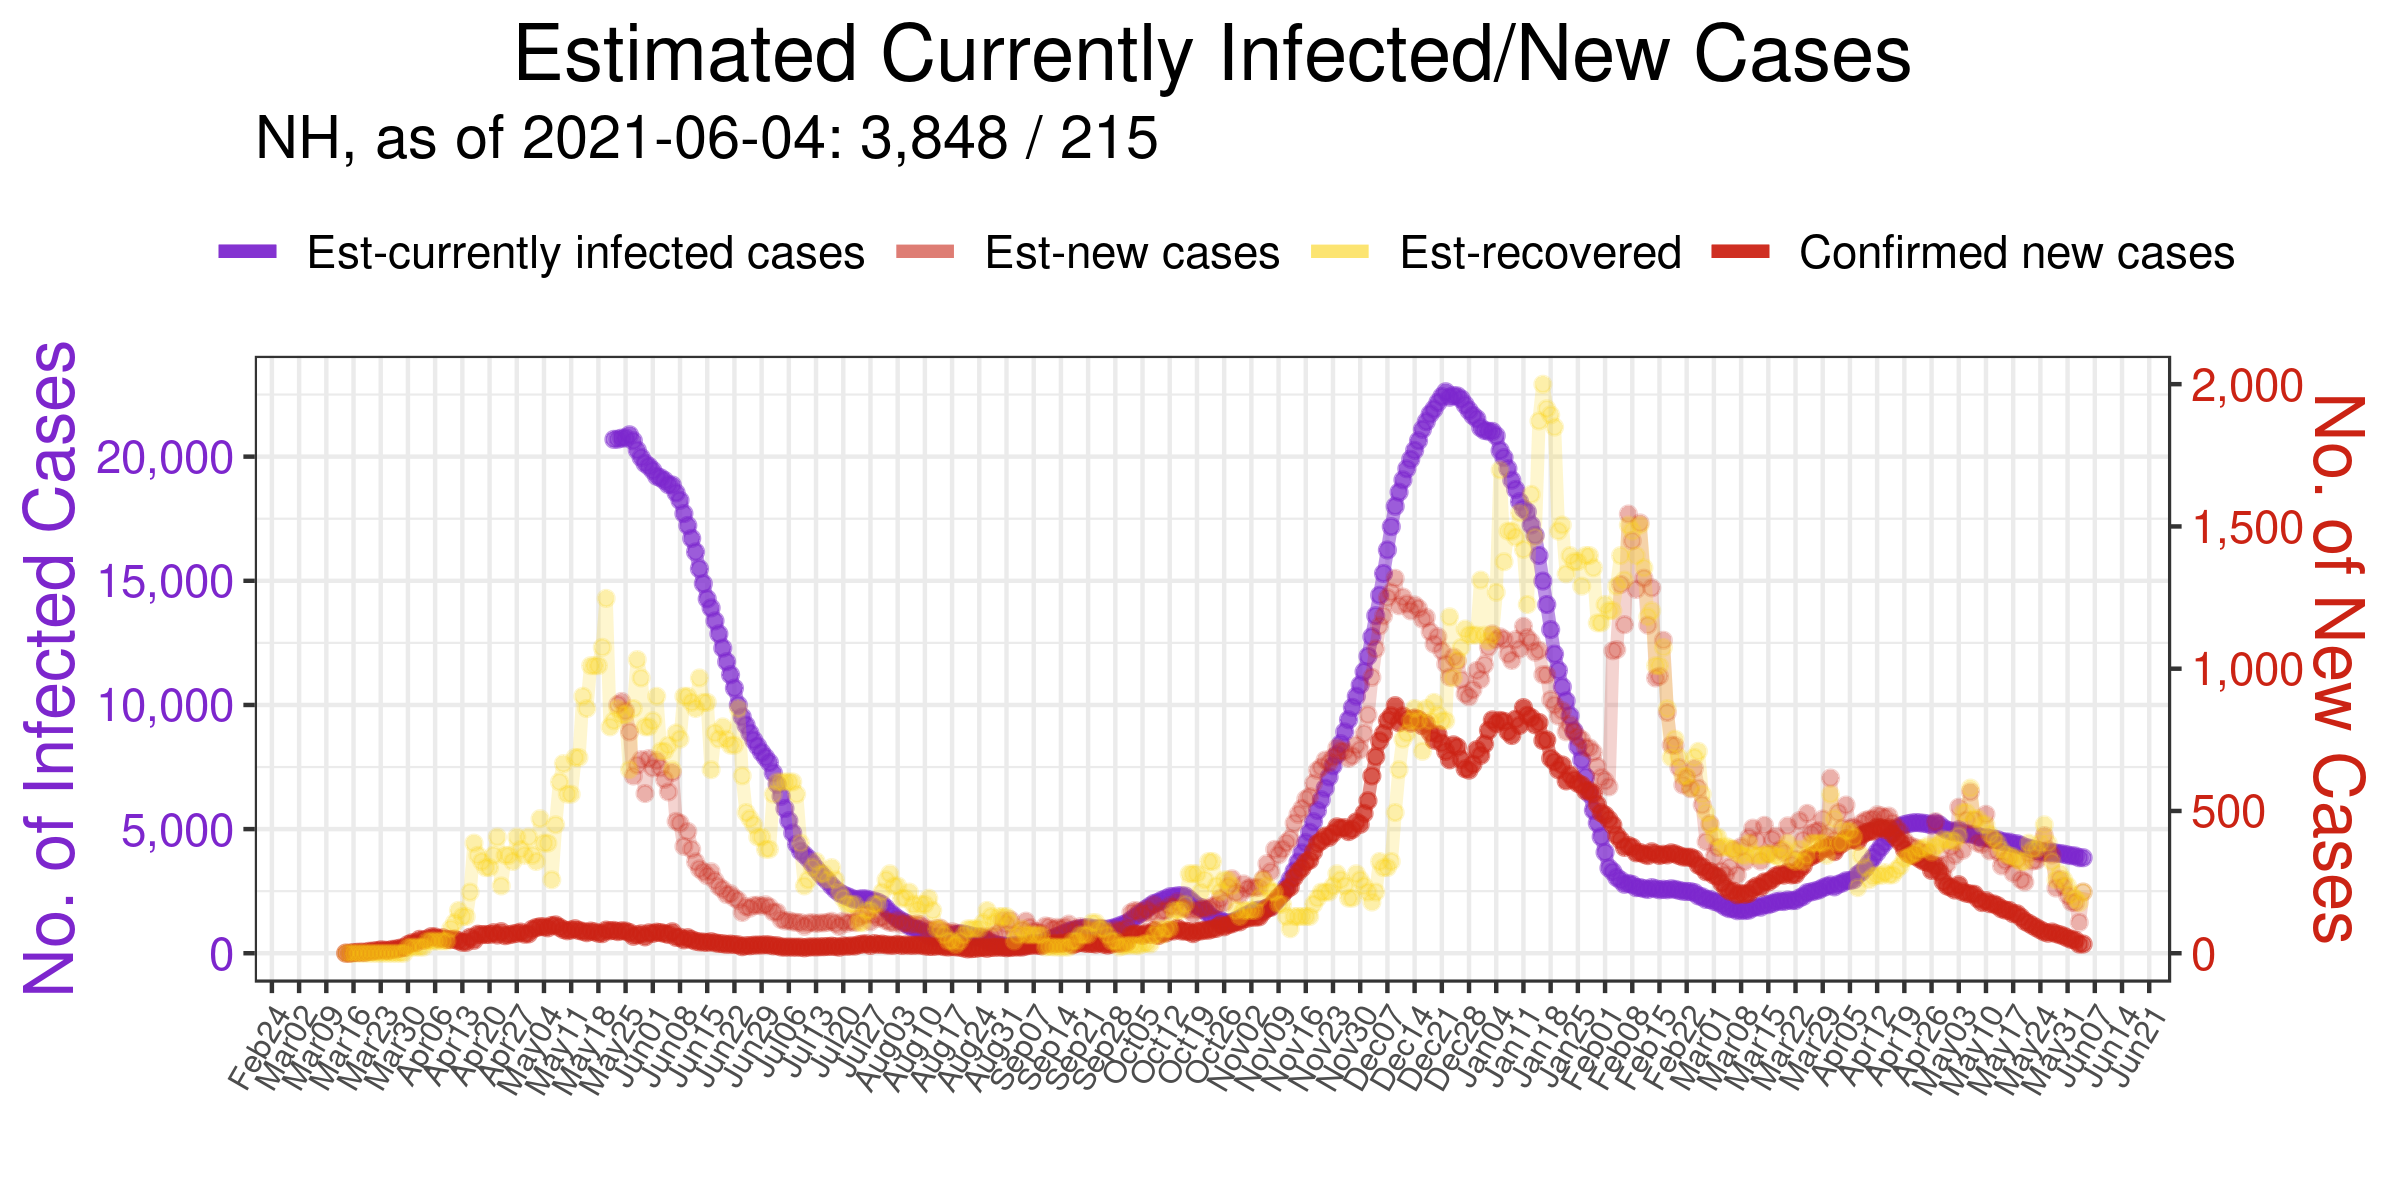 Estimated Currently Infected/New Cases
NH, as of 2021-06-04: 3,848 / 215
Est-currently infected cases Est-new cases Est-recovered Confirmed new cases
No. of Infected Cases
20,000
15,000
10,000
5,000
0
2,000
1,500
1,000
500
0
No. of New Cases
Feb24 Mar02 Mar09 Mar16 Mar23 Mar30 Apr06 Apr13 Apr20 Apr27 May04 May11 May18 May25 Jun01 Jun08 Jun15 Jun22 Jun29 Jul06 Jul13 Jul20 Jul27 Aug03 Aug10 Aug17 Aug24 Aug31 Sep07 Sep14 Sep21 Sep28 Oct05 Oct12 Oct19 Oct26 Nov02 Nov09 Nov16 Nov23 Nov30 Dec07 Dec14 Dec21 Dec28 Jan04 Jan11 Jan18 Jan25 Feb01 Feb08 Feb15 Feb22 Mar01 Mar08 Mar15 Mar22 Mar29 Apr05 Apr12 Apr19 Apr26 May03 May10 May17 May24 May31 Jun07 Jun14 Jun21